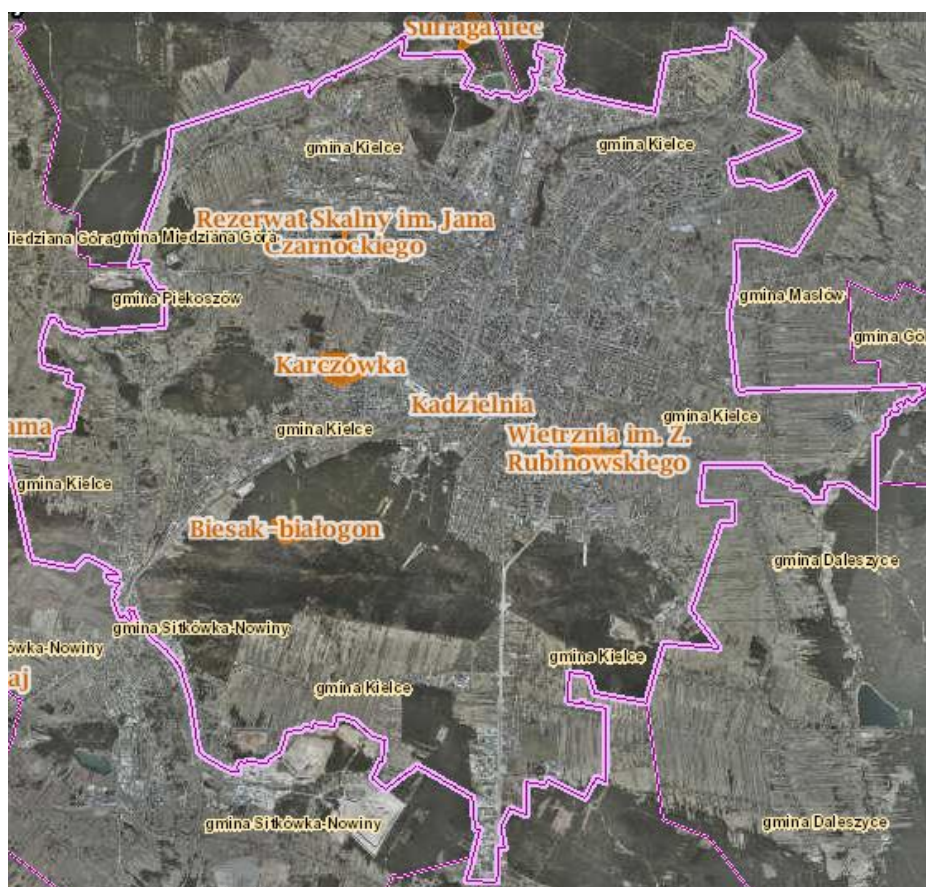 Sufraganiec
gmina Kielce
gmina Kielce
Rezerwat Skalny im. Jana
Czarnockiego
Miedziana Góra
gmina Miedziana Góra
gmina Piekoszów
gmina Masłów
gmina Gó
Karczówka
Kadzielnia
ama
gmina Kielce
gmina Kielce
Wietrznia im. Z.
Rubinowskiego
gmina Kielce
Biesak-białogon
gmina Daleszyce
gmina Sitkówka-Nowiny
ówka-Nowiny
gmina Kielce
aj
gmina Kielce
gmina Sitkówka-Nowiny
gmina Daleszyce